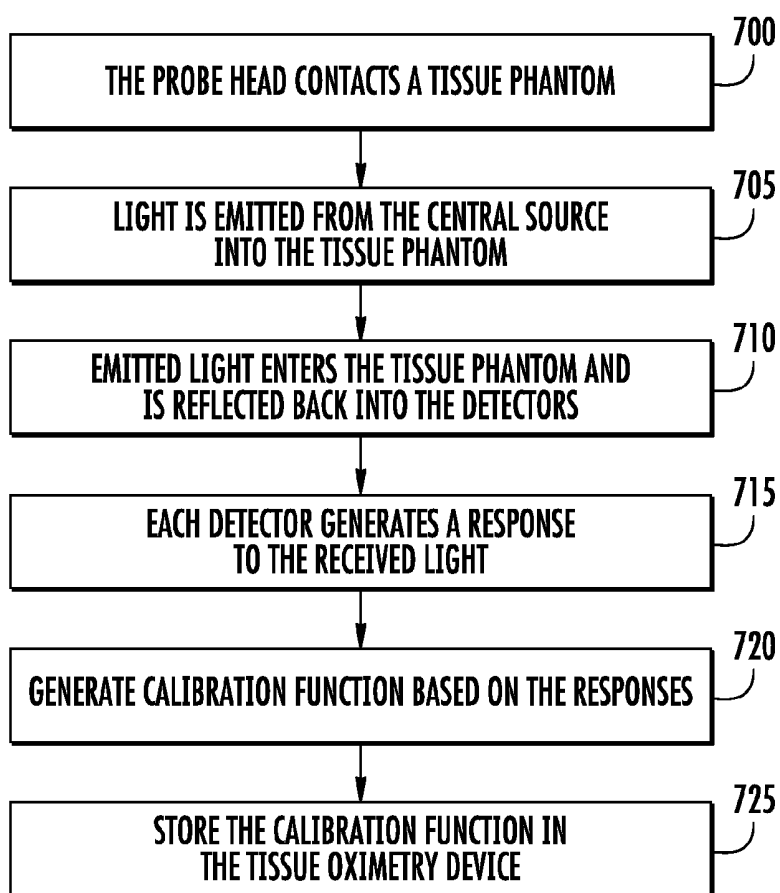 700
THE PROBE HEAD CONTACTS A TISSUE PHANTOM
705
LIGHT IS EMITTED FROM THE CENTRAL SOURCE
INTO THE TISSUE PHANTOM
710
EMITTED LIGHT ENTERS THE TISSUE PHANTOM AND
IS REFLECTED BACK INTO THE DETECTORS
715
EACH DETECTOR GENERATES A RESPONSE
TO THE RECEIVED LIGHT
720
GENERATE CALIBRATION FUNCTION BASED ON THE RESPONSES
725
STORE THE CALIBRATION FUNCTION IN
THE TISSUE OXIMETRY DEVICE